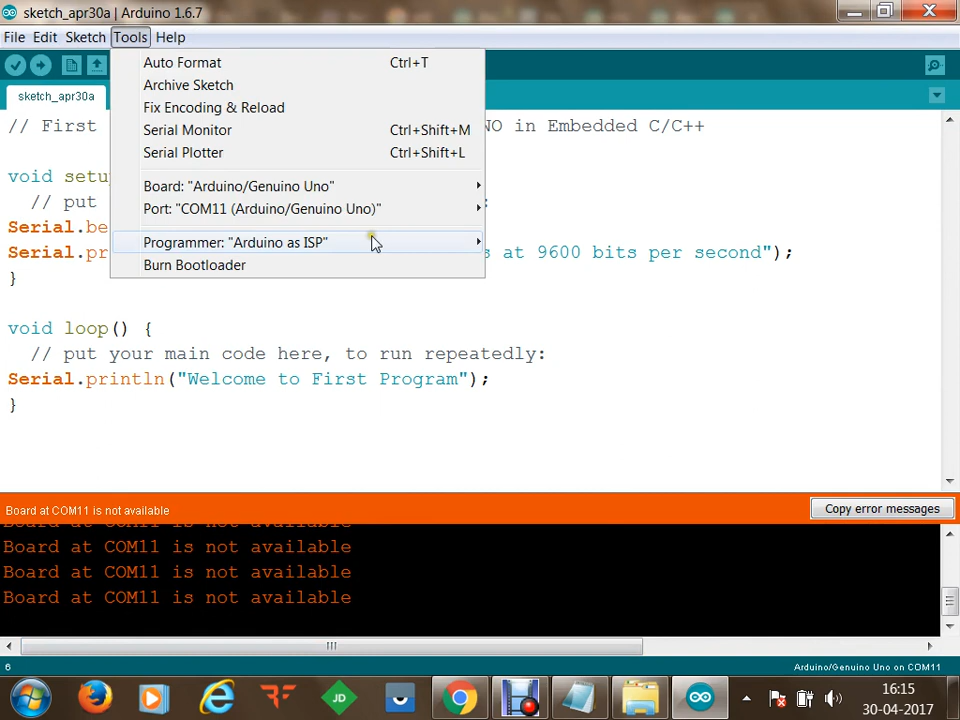 sketch_apr30a | Arduino 1.6.7
File Edit Sketch Tools Help
Auto Format Ctrl+T
Archive Sketch
Fix Encoding & Reload
Serial Monitor Ctrl+Shift+M
Serial Plotter Ctrl+Shift+L
Board: "Arduino/Genuino Uno"
Port: "COM11 (Arduino/Genuino Uno)"
Programmer: "Arduino as ISP"
Burn Bootloader
sketch_apr30a
// First NO in Embedded C/C++
void setu
// put :
Serial.be
Serial.pr s at 9600 bits per second");
}
void loop() {
// put your main code here, to run repeatedly:
Serial.println("Welcome to First Program");
}
Board at COM11 is not available
Copy error messages
Board at COM11 is not available
Board at COM11 is not available
Board at COM11 is not available
Board at COM11 is not available
6 Arduino/Genuino Uno on COM11
JD
16:15
30-04-2017